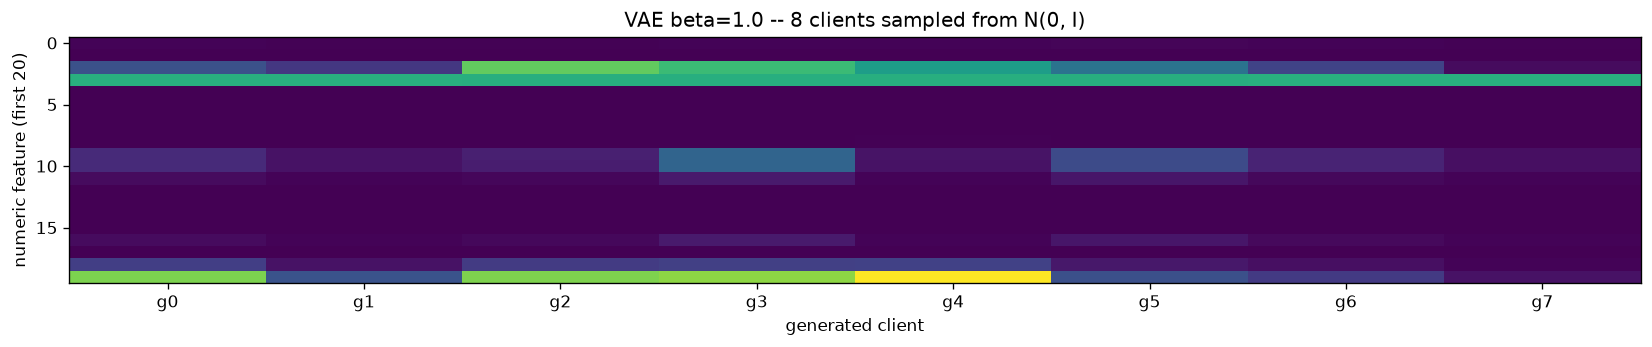 VAE beta=1.0 -- 8 clients sampled from N(0, I)
numeric feature (first 20)
0
5
10
15
g0 g1 g2 g3 g4 g5 g6 g7
generated client